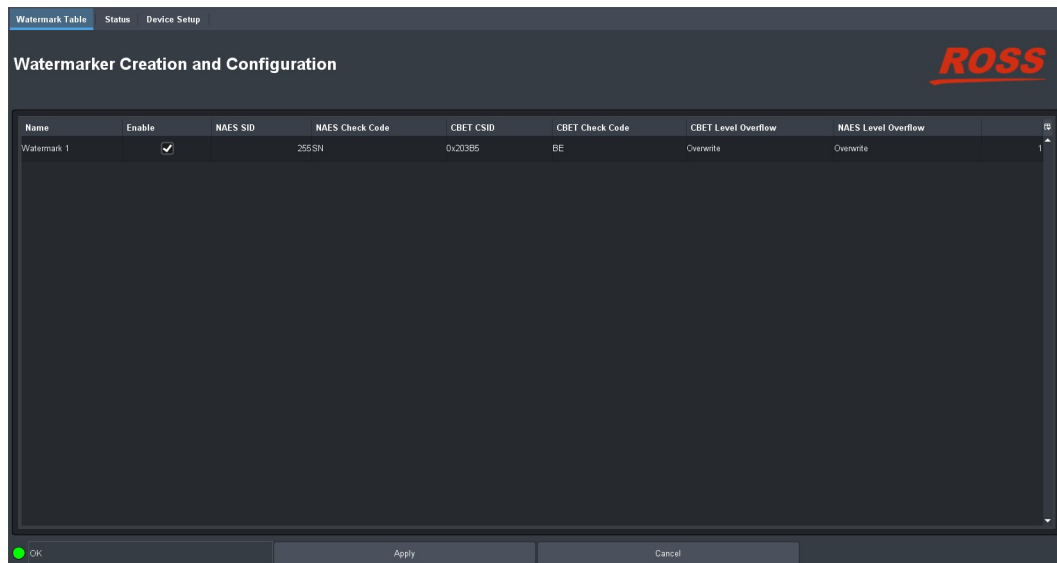 Watermark Table Status Device Setup
Watermarker Creation and Configuration
ROSS
Name Enable NAES SID NAES Check Code CBET CSID CBET Check Code CBET Level Overflow NAES Level Overflow
Watermark 1 255 SN 0x203B5 BE Overwrite Overwrite 1
OK Apply Cancel